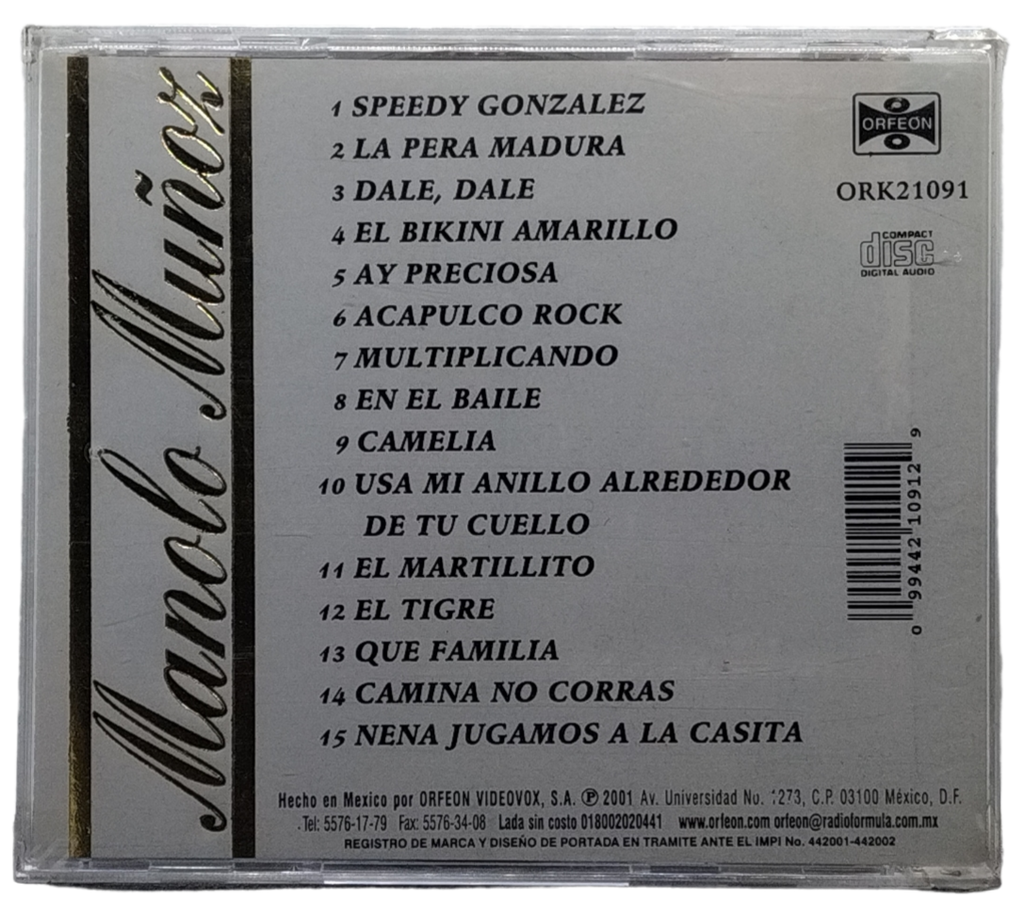 Manolo Muñoz
1 SPEEDY GONZALEZ
2 LA PERA MADURA
3 DALE, DALE
4 EL BIKINI AMARILLO
5 AY PRECIOSA
6 ACAPULCO ROCK
7 MULTIPLICANDO
8 EN EL BAILE
9 CAMELIA
10 USA MI ANILLO ALREDEDOR
DE TU CUELLO
11 EL MARTILLITO
12 EL TIGRE
13 QUE FAMILIA
14 CAMINA NO CORRAS
15 NENA JUGAMOS A LA CASITA
ORFEON
ORK21091
COMPACT
disc
DIGITAL AUDIO
0 99442 10912 9
Hecho en Mexico por ORFEON VIDEOVOX, S.A. Ⓟ 2001 Av. Universidad No. 1273, C.P. 03100 México, D.F.
Tel: 5576-17-79 Fax: 5576-34-08 Lada sin costo 018002020441 www.orfeon.com orfeon@radioformula.com.mx
REGISTRO DE MARCA Y DISEÑO DE PORTADA EN TRAMITE ANTE EL IMPI No. 442001-442002